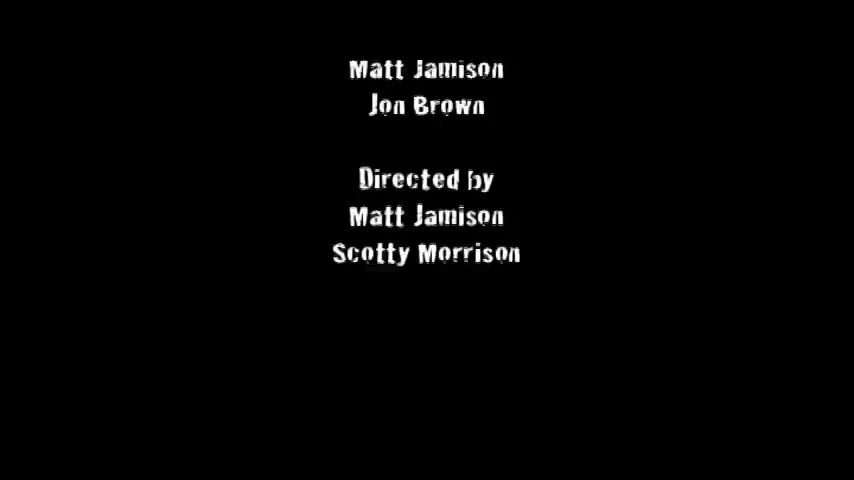 Matt Jamison
Jon Brown
Directed by
Matt Jamison
Scotty Morrison